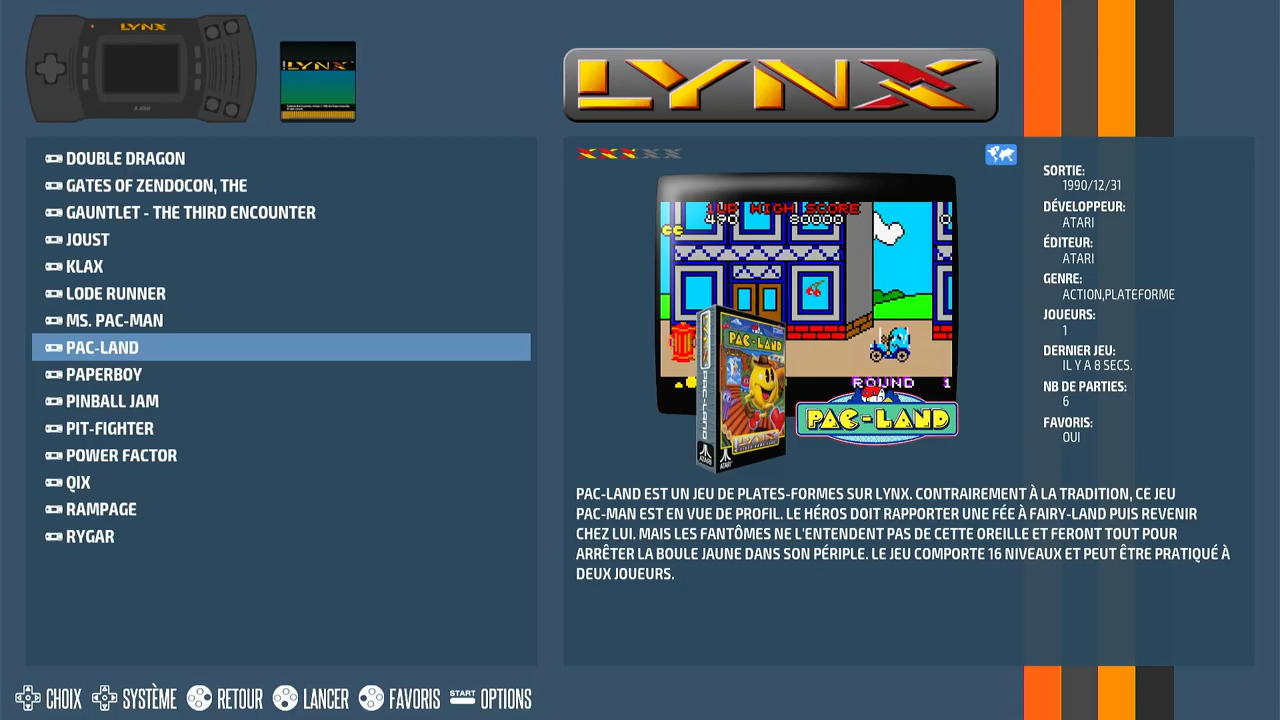 LYNX
LYNX
LYNX
DOUBLE DRAGON
GATES OF ZENDOCON, THE
GAUNTLET - THE THIRD ENCOUNTER
JOUST
KLAX
LODE RUNNER
MS. PAC-MAN
PAC-LAND
PAPERBOY
PINBALL JAM
PIT-FIGHTER
POWER FACTOR
QIX
RAMPAGE
RYGAR
1UP HIGH SCORE
490 80000
ROUND 1
PAC-LAND
PAC-LAND
LYNX
ATARI
PAC-LAND
LYNX
SORTIE:
1990/12/31
DÉVELOPPEUR:
ATARI
ÉDITEUR:
ATARI
GENRE:
ACTION,PLATEFORME
JOUEURS:
1
DERNIER JEU:
IL Y A 8 SECS.
NB DE PARTIES:
6
FAVORIS:
OUI
PAC-LAND EST UN JEU DE PLATES-FORMES SUR LYNX. CONTRAIREMENT À LA TRADITION, CE JEU
PAC-MAN EST EN VUE DE PROFIL. LE HÉROS DOIT RAPPORTER UNE FÉE À FAIRY-LAND PUIS REVENIR
CHEZ LUI. MAIS LES FANTÔMES NE L'ENTENDENT PAS DE CETTE OREILLE ET FERONT TOUT POUR
ARRÊTER LA BOULE JAUNE DANS SON PÉRIPLE. LE JEU COMPORTE 16 NIVEAUX ET PEUT ÊTRE PRATIQUÉ À
DEUX JOUEURS.
CHOIX SYSTÈME RETOUR LANCER FAVORIS START OPTIONS